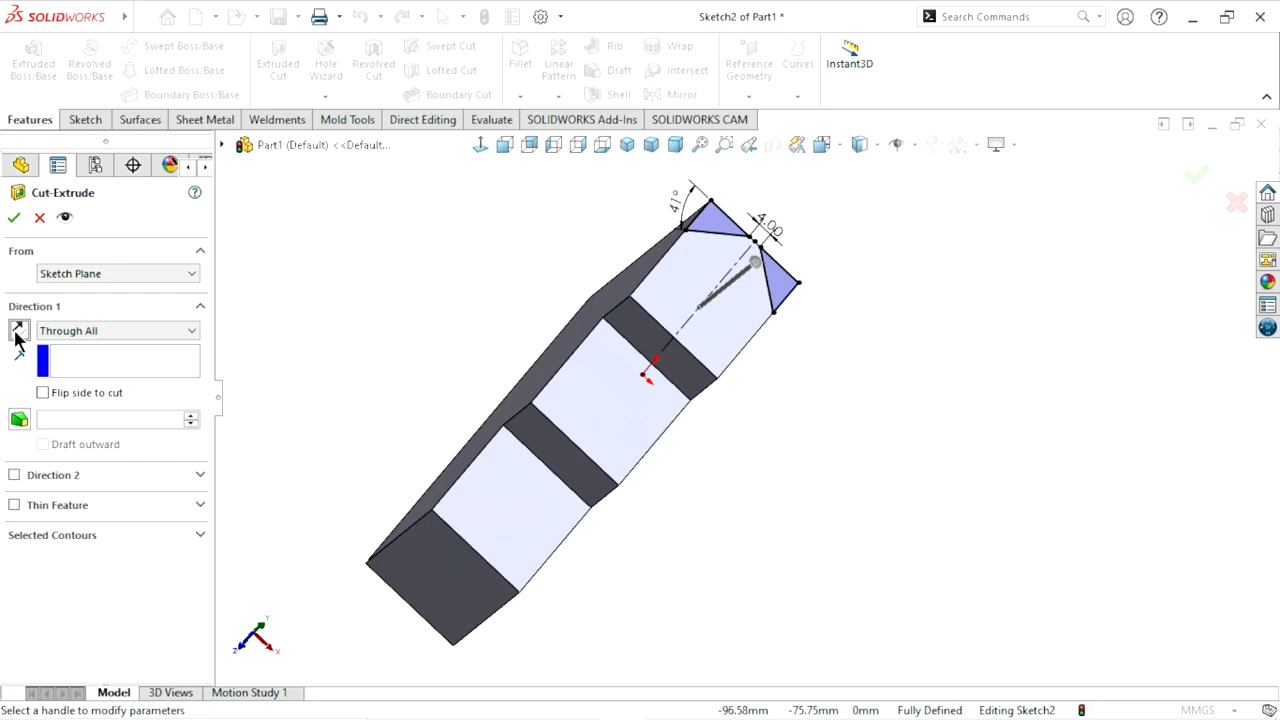 SOLIDWORKS
Sketch2 of Part1 *
Search Commands
Extruded Boss/Base
Revolved Boss/Base
Swept Boss/Base
Lofted Boss/Base
Boundary Boss/Base
Extruded Cut
Hole Wizard
Revolved Cut
Swept Cut
Lofted Cut
Boundary Cut
Fillet
Linear Pattern
Rib
Draft
Shell
Wrap
Intersect
Mirror
Reference Geometry
Curves
Instant3D
Features
Sketch
Surfaces
Sheet Metal
Weldments
Mold Tools
Direct Editing
Evaluate
SOLIDWORKS Add-Ins
SOLIDWORKS CAM
Part1 (Default) <<Default...
Cut-Extrude
From
Sketch Plane
Direction 1
Through All
Flip side to cut
Draft outward
Direction 2
Thin Feature
Selected Contours
41°
4.00
Y
Z
X
Model
3D Views
Motion Study 1
Select a handle to modify parameters
-96.58mm
-75.75mm
0mm
Fully Defined
Editing Sketch2
MMGS